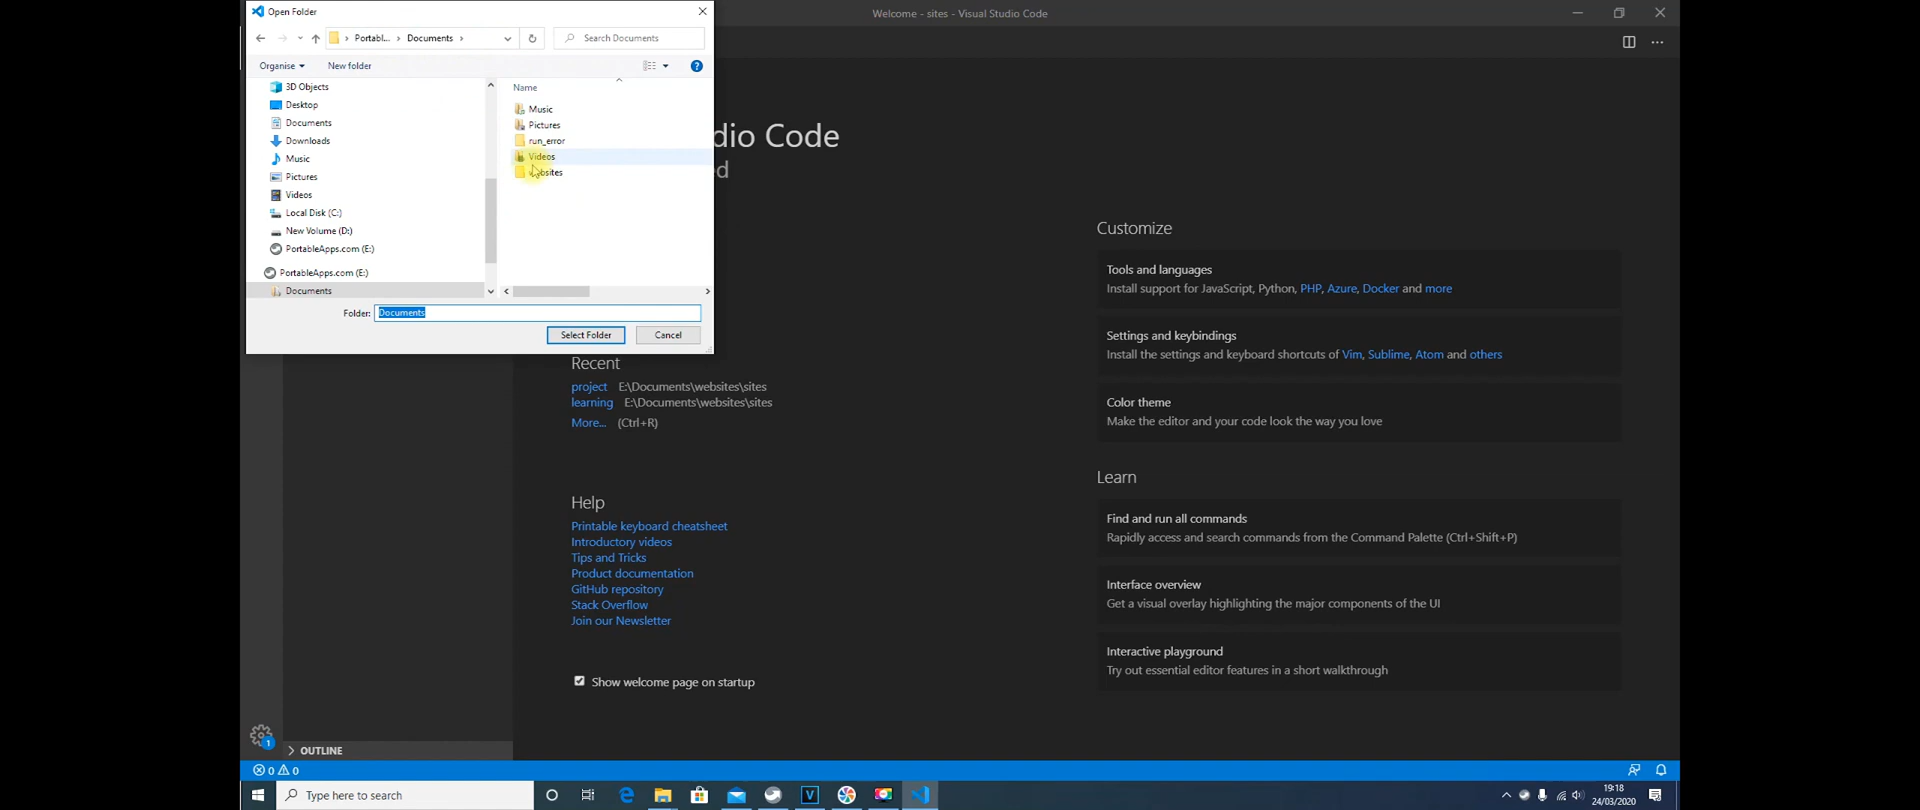 Open Folder
Welcome - sites - Visual Studio Code
Portabl... > Documents >
Search Documents
Organise
New folder
3D Objects
Desktop
Documents
Downloads
Music
Pictures
Videos
Local Disk (C:)
New Volume (D:)
PortableApps.com (E:)
PortableApps.com (E:)
Documents
Name
Music
Pictures
run_error
Videos
websites
Folder: Documents
Select Folder
Cancel
dio Code
ed
Recent
project E:\Documents\websites\sites
learning E:\Documents\websites\sites
More... (Ctrl+R)
Help
Printable keyboard cheatsheet
Introductory videos
Tips and Tricks
Product documentation
GitHub repository
Stack Overflow
Join our Newsletter
Show welcome page on startup
Customize
Tools and languages
Install support for JavaScript, Python, PHP, Azure, Docker and more
Settings and keybindings
Install the settings and keyboard shortcuts of Vim, Sublime, Atom and others
Color theme
Make the editor and your code look the way you love
Learn
Find and run all commands
Rapidly access and search commands from the Command Palette (Ctrl+Shift+P)
Interface overview
Get a visual overlay highlighting the major components of the UI
Interactive playground
Try out essential editor features in a short walkthrough
1
OUTLINE
0 0
Type here to search
19:18
24/03/2020